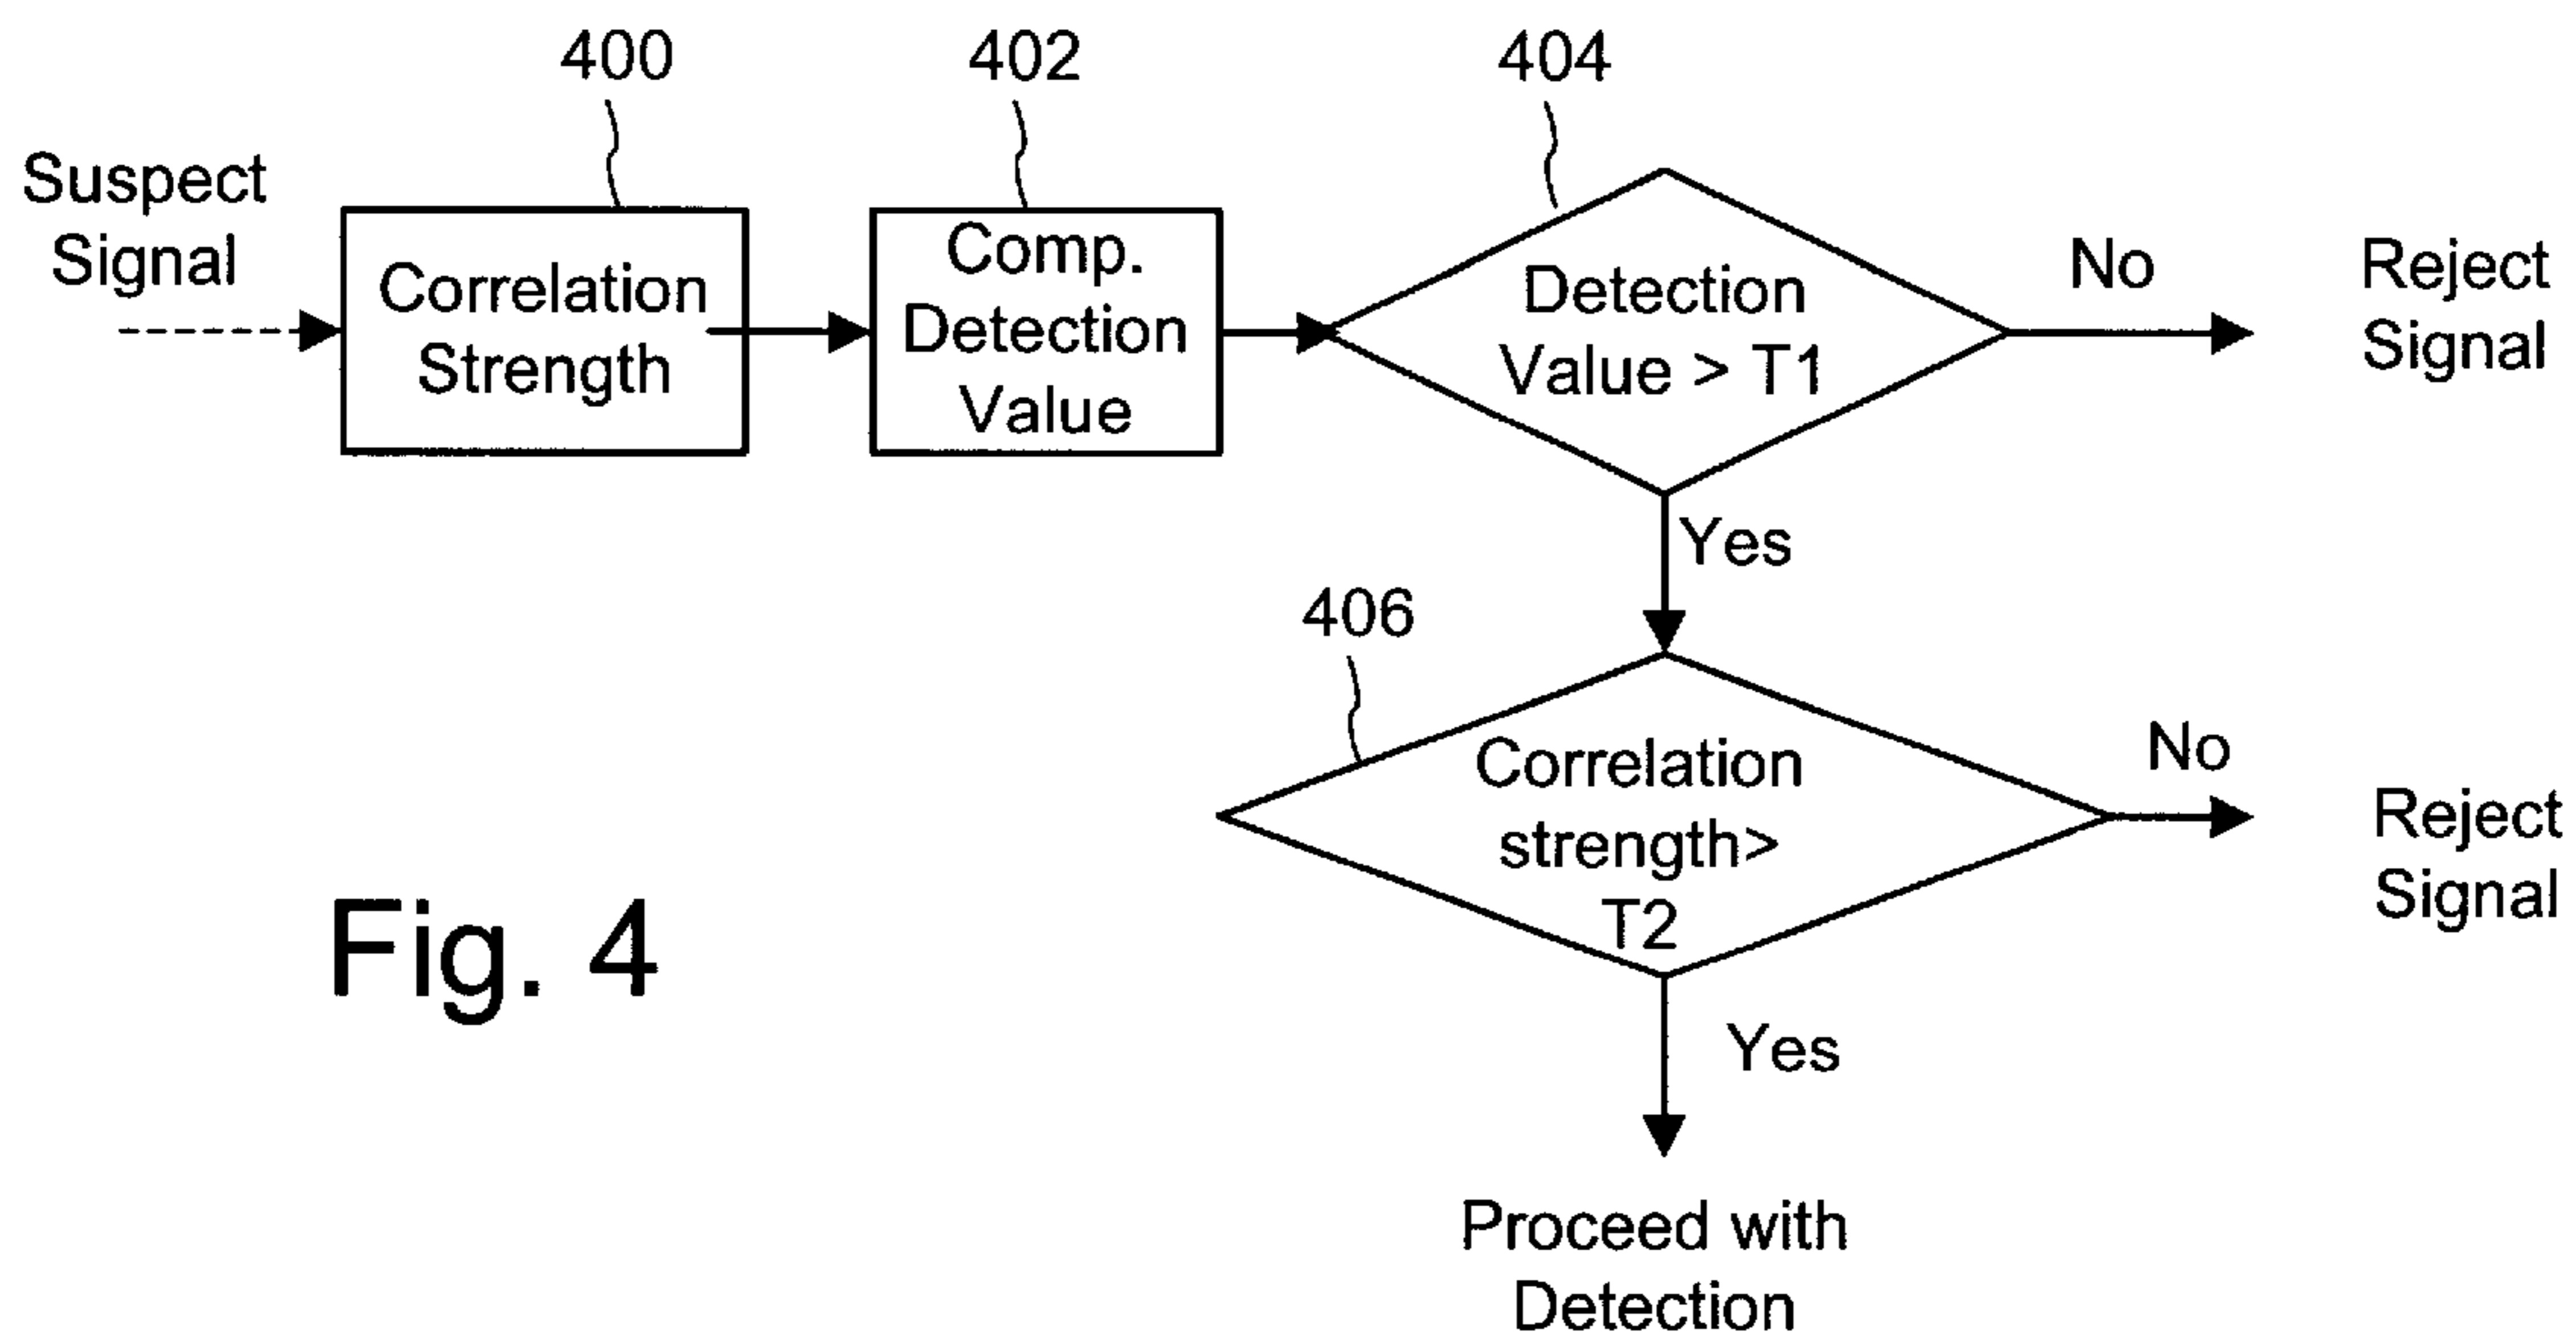 400
402
404
Suspect
Signal
Correlation
Strength
Comp.
Detection
Value
Detection
Value > T1
No
Reject
Signal
Yes
406
Correlation
strength>
T2
No
Reject
Signal
Yes
Proceed with
Detection
Fig. 4